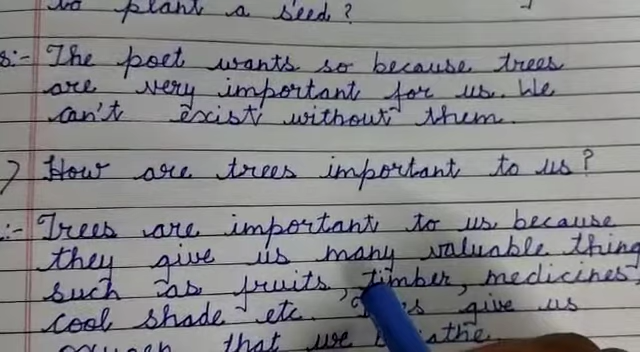 to plant a seed?
s:- The poet wants so because trees
are very important for us. We
can't exist without them.
) How are trees important to us?
:- Trees are important to us because
they give us many valuable thing
such as fruits, timber, medicines,
cool shade etc. give us
oxygen that we